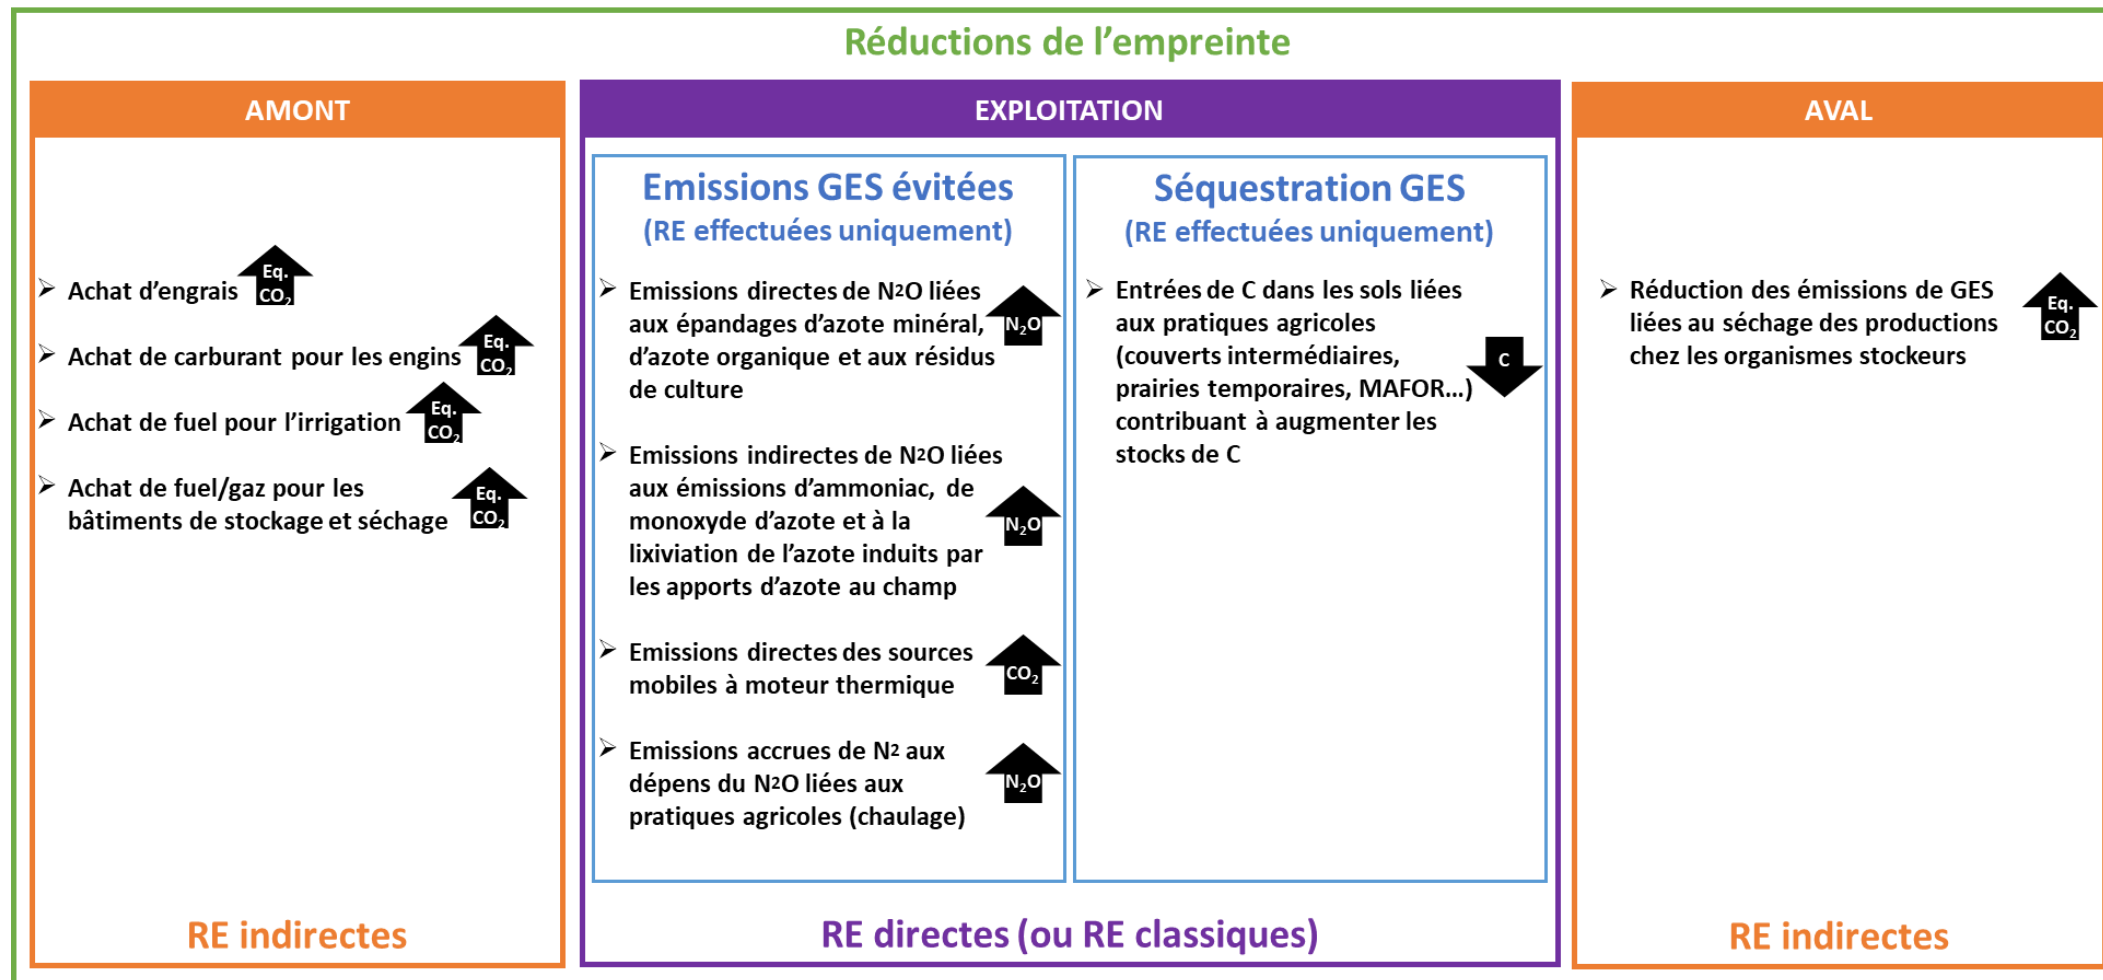 Réductions de l'empreinte
AMONT
Achat d'engrais
Eq.
CO₂
Achat de carburant pour les engins
Eq.
CO₂
Achat de fuel pour l'irrigation
Eq.
CO₂
Achat de fuel/gaz pour les
bâtiments de stockage et séchage
Eq.
CO₂
RE indirectes
EXPLOITATION
Emissions GES évitées
(RE effectuées uniquement)
Emissions directes de N2O liées
aux épandages d'azote minéral,
d'azote organique et aux résidus
de culture
N₂O
Emissions indirectes de N2O liées
aux émissions d'ammoniac, de
monoxyde d'azote et à la
lixiviation de l'azote induits par
les apports d'azote au champ
N₂O
Emissions directes des sources
mobiles à moteur thermique
CO₂
Emissions accrues de N2 aux
dépens du N2O liées aux
pratiques agricoles (chaulage)
N₂O
Séquestration GES
(RE effectuées uniquement)
Entrées de C dans les sols liées
aux pratiques agricoles
(couverts intermédiaires,
prairies temporaires, MAFOR...)
contribuant à augmenter les
stocks de C
C
RE directes (ou RE classiques)
AVAL
Réduction des émissions de GES
liées au séchage des productions
chez les organismes stockeurs
Eq.
CO₂
RE indirectes